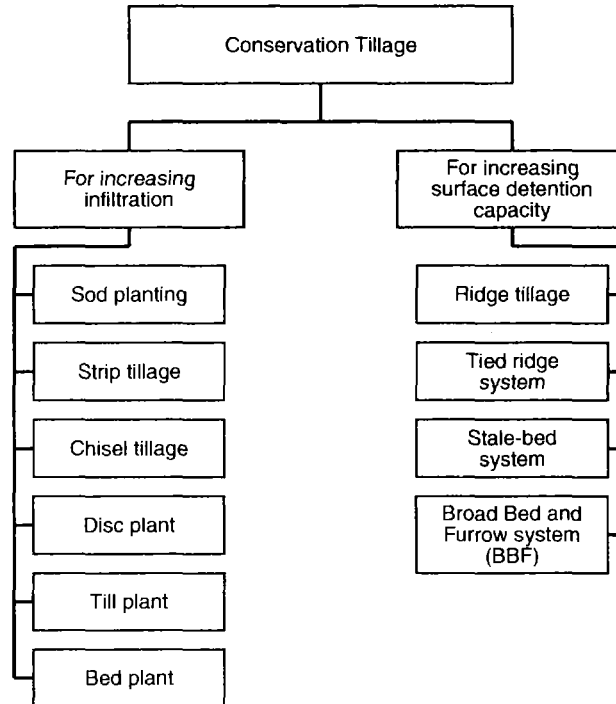 Conservation Tillage
For increasing
infiltration
Sod planting
Strip tillage
Chisel tillage
Disc plant
Till plant
Bed plant
For increasing
surface detention
capacity
Ridge tillage
Tied ridge
system
Stale-bed
system
Broad Bed and
Furrow system
(BBF)